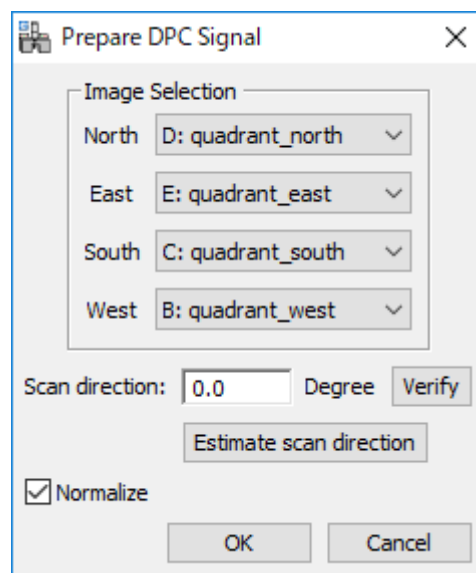 Prepare DPC Signal
Image Selection
North D: quadrant_north
East E: quadrant_east
South C: quadrant_south
West B: quadrant_west
Scan direction: 0.0 Degree Verify
Estimate scan direction
Normalize
OK Cancel